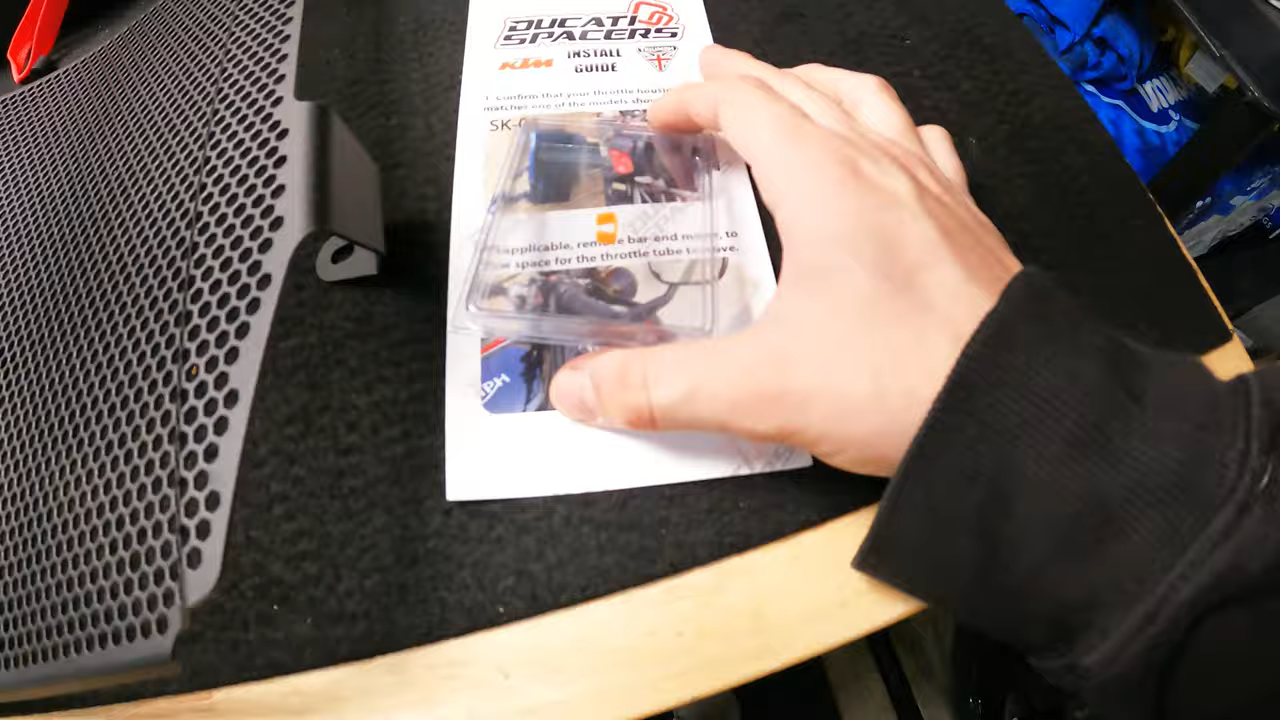 DUCATI
SPACERS
KTM INSTALL
GUIDE
TRIUMPH
1. Confirm that your throttle housing
matches one of the models
SK-
applicable, remove bar end mirror, to
space for the throttle tube to move.